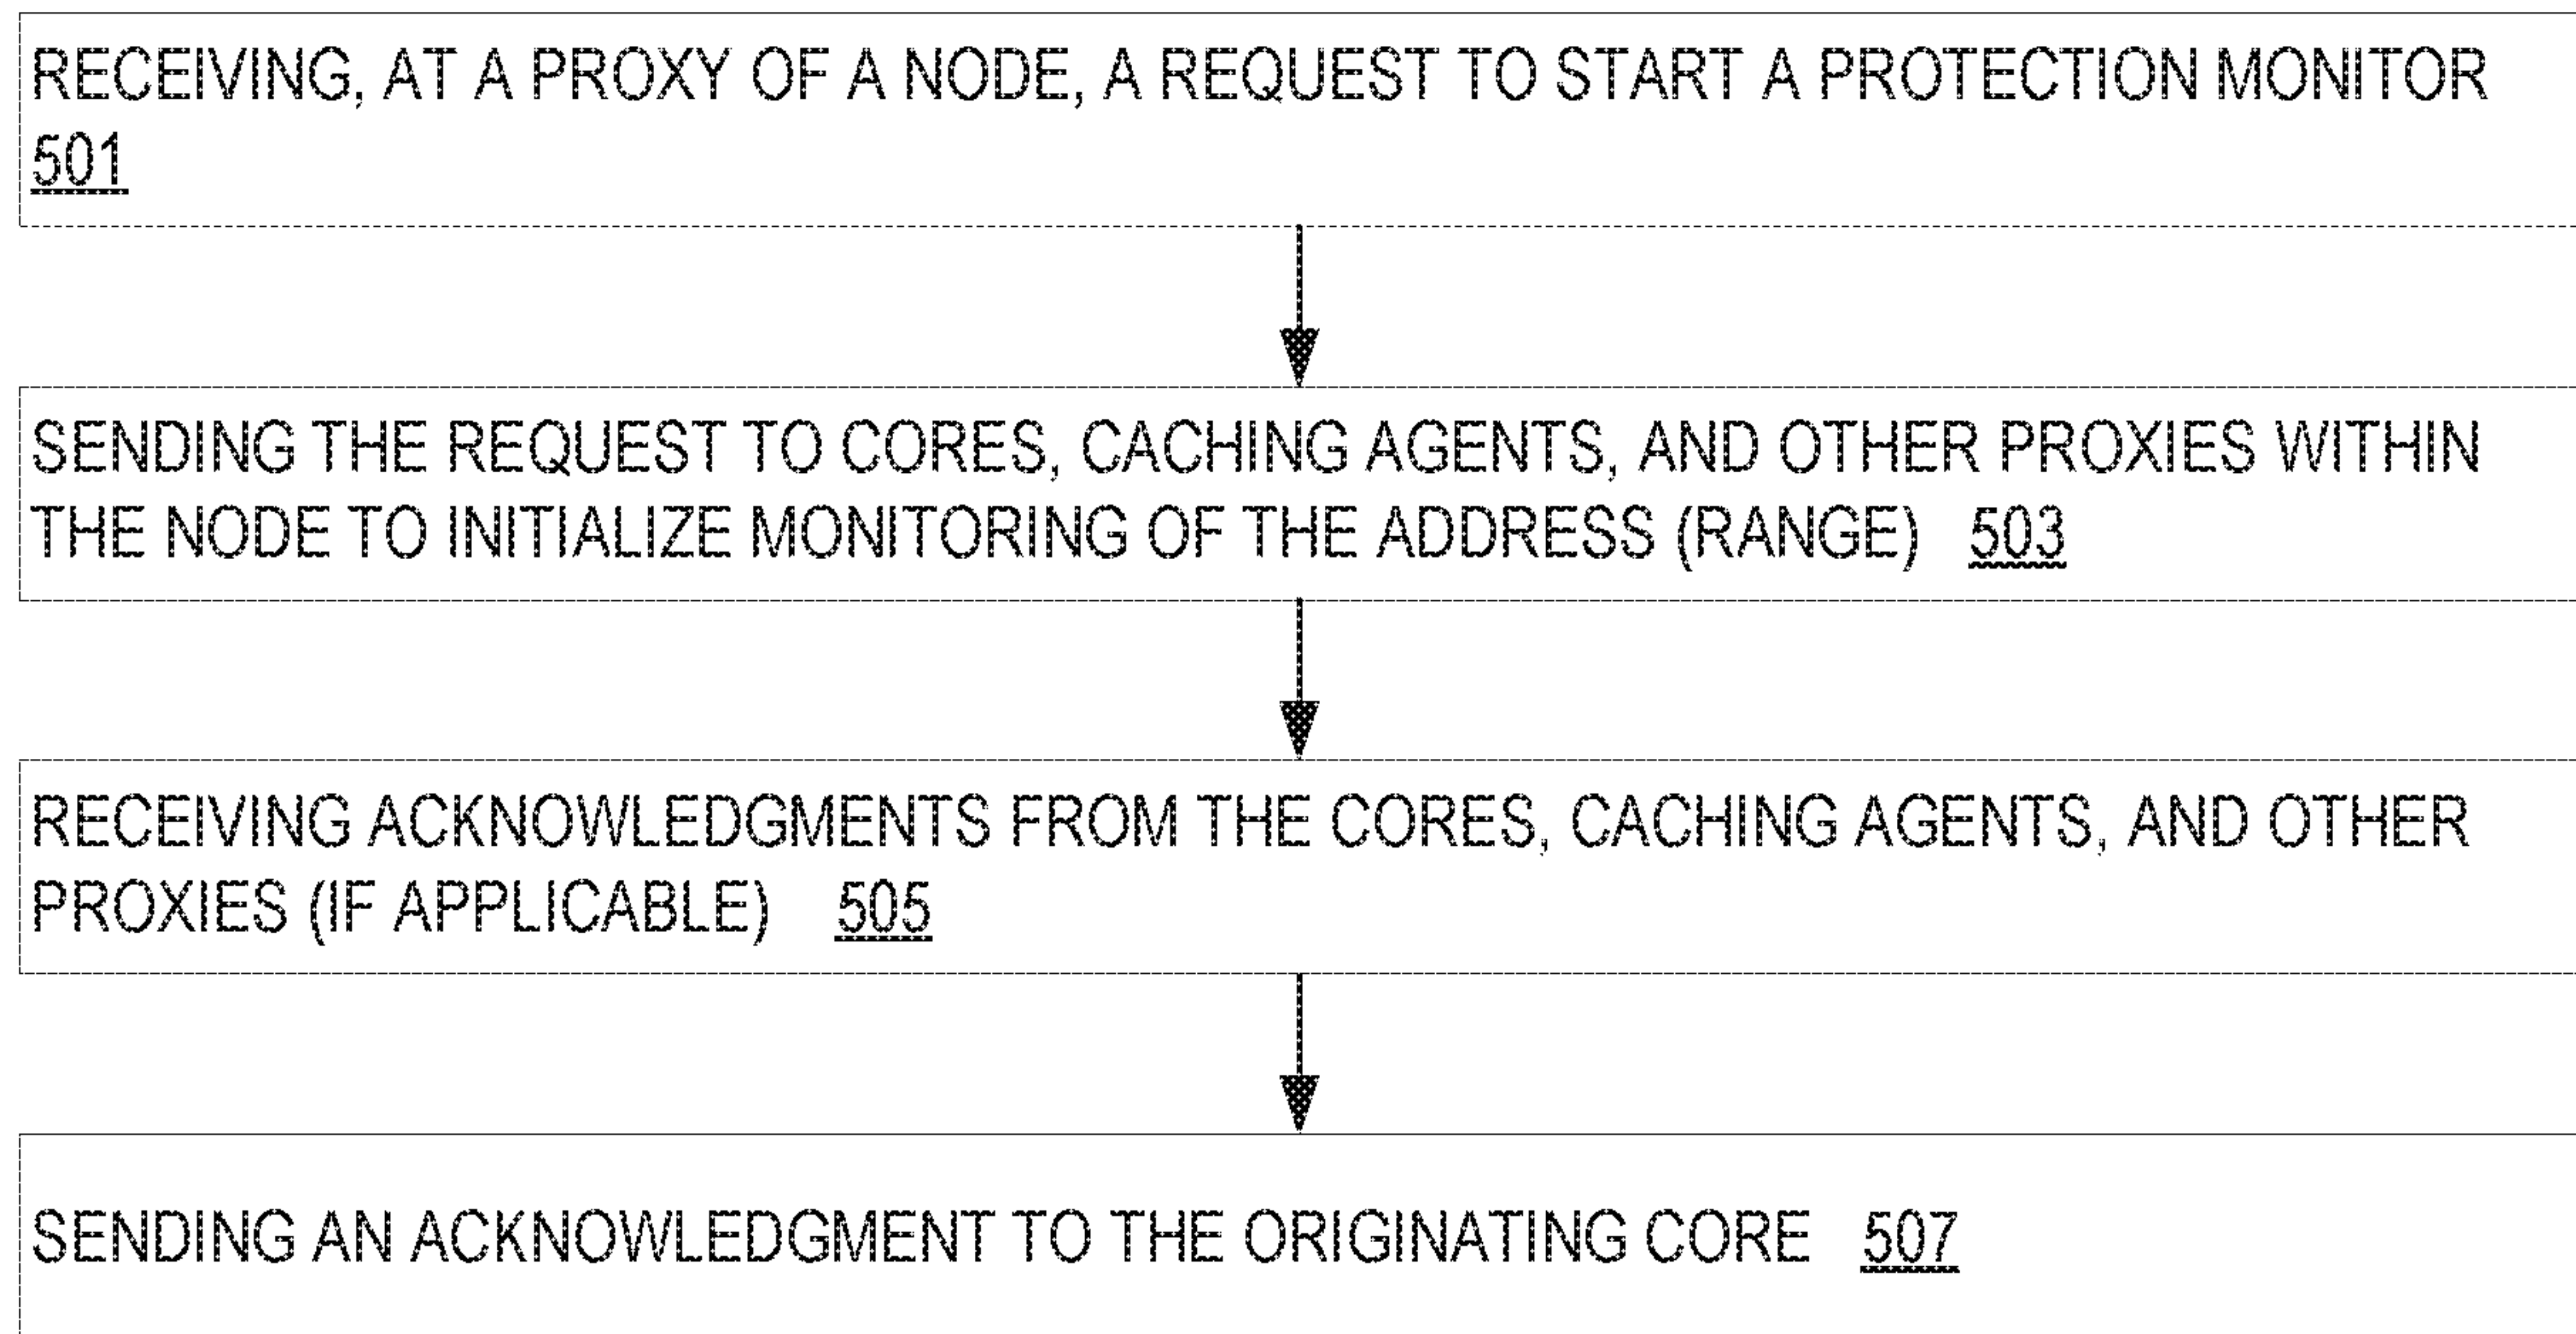 RECEIVING, AT A PROXY OF A NODE, A REQUEST TO START A PROTECTION MONITOR
501
SENDING THE REQUEST TO CORES, CACHING AGENTS, AND OTHER PROXIES WITHIN
THE NODE TO INITIALIZE MONITORING OF THE ADDRESS (RANGE) 503
RECEIVING ACKNOWLEDGMENTS FROM THE CORES, CACHING AGENTS, AND OTHER
PROXIES (IF APPLICABLE) 505
SENDING AN ACKNOWLEDGMENT TO THE ORIGINATING CORE 507